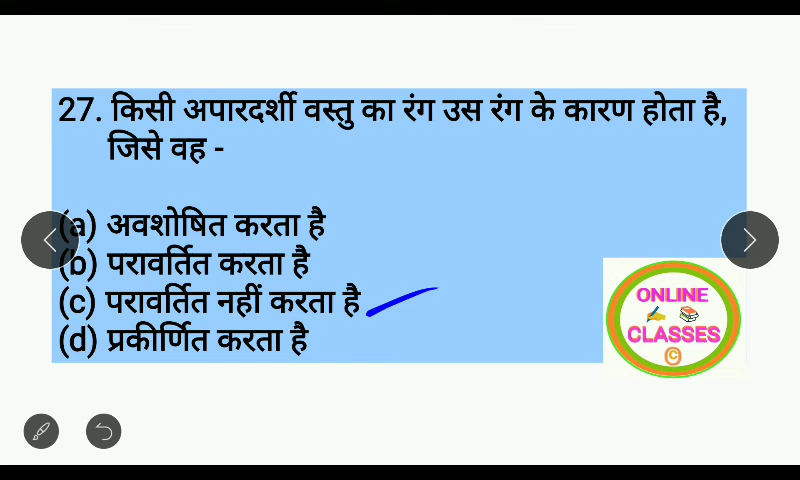 27. किसी अपारदर्शी वस्तु का रंग उस रंग के कारण होता है,
जिसे वह -
(a) अवशोषित करता है
(b) परावर्तित करता है
(c) परावर्तित नहीं करता है
(d) प्रकीर्णित करता है
ONLINE
CLASSES
©